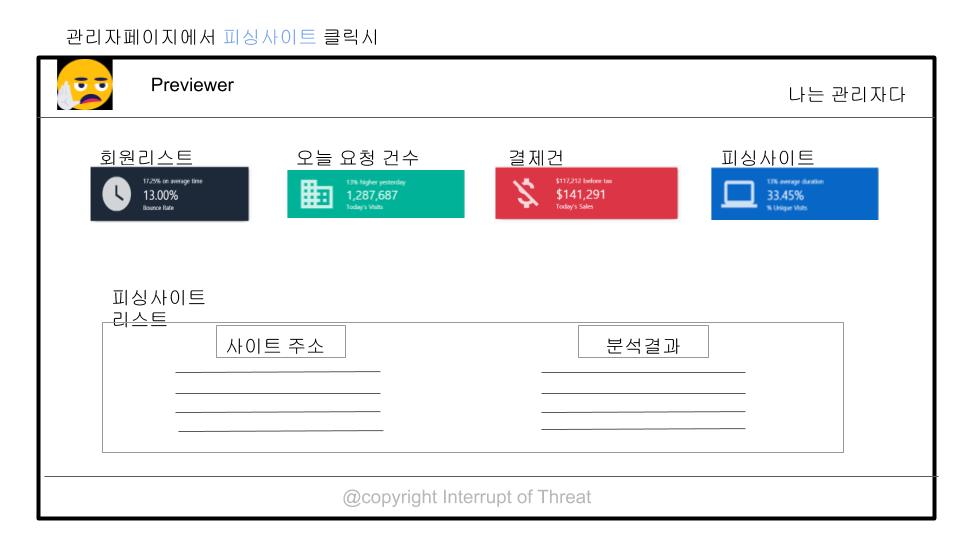 관리자페이지에서 피싱사이트 클릭시
Previewer
나는 관리자다
회원리스트
17.25% on average time
13.00%
Bounce Rate
오늘 요청 건수
13% higher yesterday
1,287,687
Today's Visits
결제건
$117,212 before tax
$141,291
Today's Sales
피싱사이트
13% average duration
33.45%
% Unique Visits
피싱사이트
리스트
사이트 주소
분석결과
@copyright Interrupt of Threat